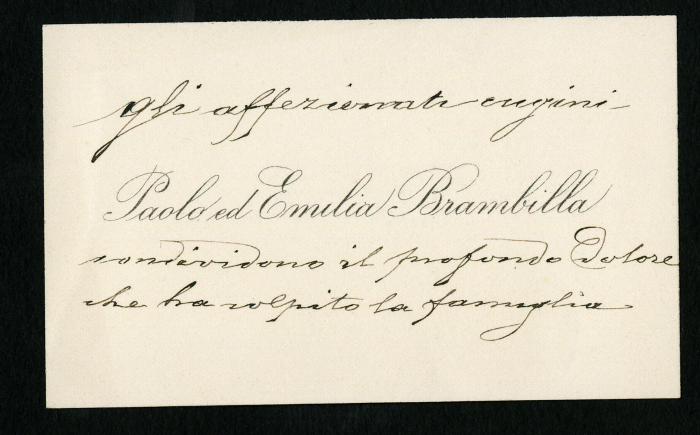 gli affezionati cugini -
Paolo ed Emilia Brambilla
condividono il profondo Dolore
che ha colpito la famiglia